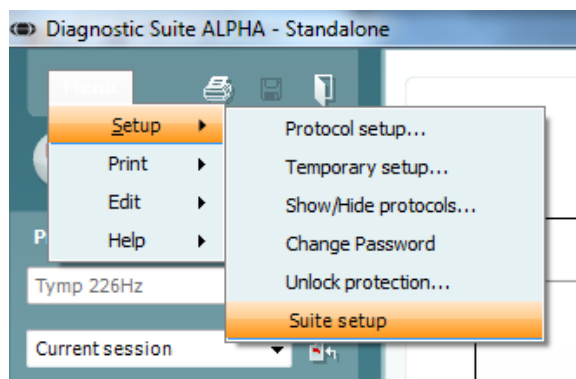 Diagnostic Suite ALPHA - Standalone
Menu
Setup
Protocol setup...
Print
Temporary setup...
Edit
Show/Hide protocols...
Help
Change Password
P
Unlock protection...
Tymp 226Hz
Suite setup
Current session